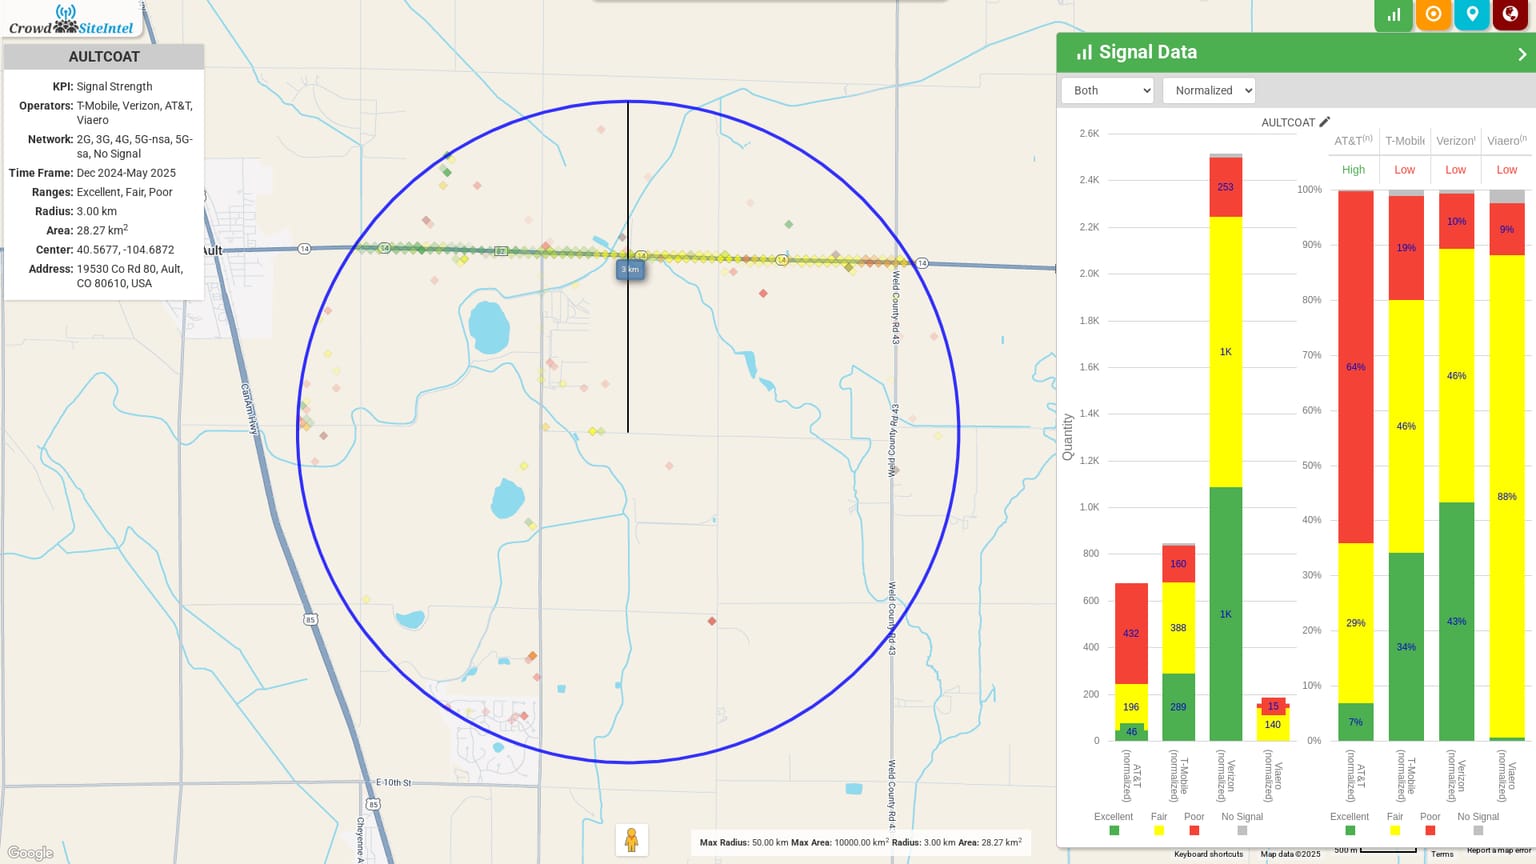 CrowdSiteIntel
AULTCOAT
KPI: Signal Strength
Operators: T-Mobile, Verizon, AT&T,
Viaero
Network: 2G, 3G, 4G, 5G-nsa, 5G-
sa, No Signal
Time Frame: Dec 2024-May 2025
Ranges: Excellent, Fair, Poor
Radius: 3.00 km
Area: 28.27 km²
Center: 40.5677, -104.6872
Address: 19530 Co Rd 80, Ault,
CO 80610, USA
Ault
14
14
14
14
14
3 km
Weld County Rd 43
Weld County Rd 43
Weld County Rd 43
Weld County Rd 4
CanAm Hwy
85
85
E 10th St
Cheyenne A
Google
Max Radius: 50.00 km Max Area: 10000.00 km² Radius: 3.00 km Area: 28.27 km²
Signal Data
Both
Normalized
AULTCOAT
Quantity
2.6K
2.4K
2.2K
2.0K
1.8K
1.6K
1.4K
1.2K
1.0K
800
600
400
200
0
432
196
46
160
388
289
253
1K
1K
15
140
AT&T (normalized)
T-Mobile (normalized)
Verizon (normalized)
Viaero (normalized)
Excellent Fair Poor No Signal
AT&T(n) T-Mobile Verizon Viaero(n
High Low Low Low
100%
90%
80%
70%
60%
50%
40%
30%
20%
10%
0%
64%
29%
7%
19%
46%
34%
10%
46%
43%
9%
88%
AT&T (normalized)
T-Mobile (normalized)
Verizon (normalized)
Viaero (normalized)
Excellent Fair Poor No Signal
Keyboard shortcuts Map data ©2025 500 m Terms Report a map error